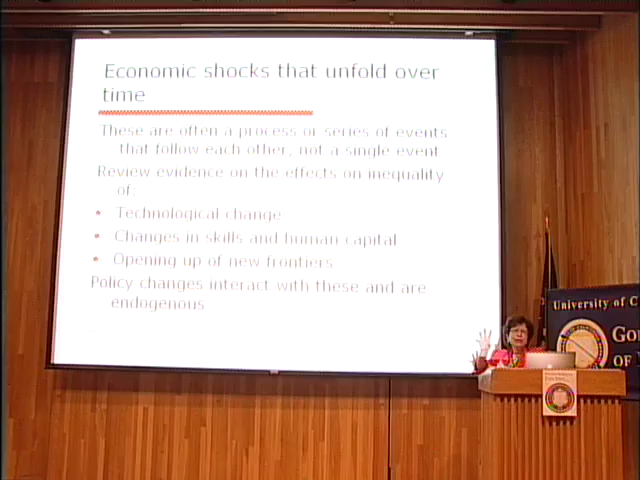 Economic shocks that unfold over
time
These are often a process or series of events
that follow each other, not a single event
Review evidence on the effects on inequality
of:
• Technological change
• Changes in skills and human capital
• Opening up of new frontiers
Policy changes interact with these and are
endogenous
University of C
Go
OF